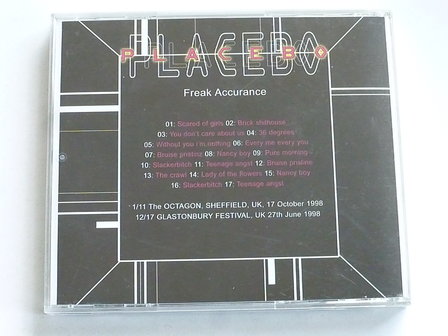 PLACEBO
PLACEBO
Freak Accurance
01: Scared of girls 02: Brick shithouse
03: You don't care about us 04: 36 degrees
05: Without you i'm nothing 06: Every me every you
07: Bruise pristinz 08: Nancy boy 09: Pure morning
10: Slackerbitch 11: Teenage angst 12: Bruise pristine
13: The crawl 14: Lady of the flowers 15: Nancy boy
16: Slackerbitch 17: Teenage angst
1/11 The OCTAGON, SHEFFIELD, UK, 17 October 1998
12/17 GLASTONBURY FESTIVAL, UK 27th June 1998